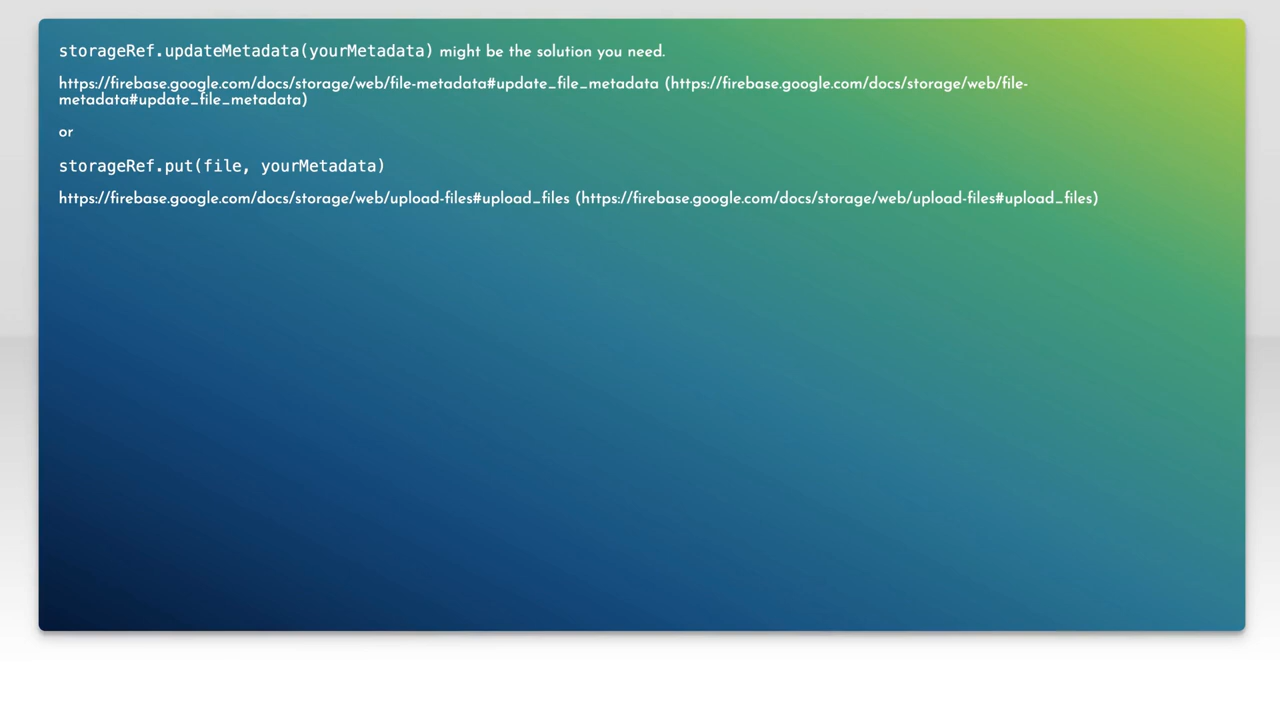 storageRef.updateMetadata(yourMetadata) might be the solution you need.
https://firebase.google.com/docs/storage/web/file-metadata#update_file_metadata (https://firebase.google.com/docs/storage/web/file-
metadata#update_file_metadata)
or
storageRef.put(file, yourMetadata)
https://firebase.google.com/docs/storage/web/upload-files#upload_files (https://firebase.google.com/docs/storage/web/upload-files#upload_files)